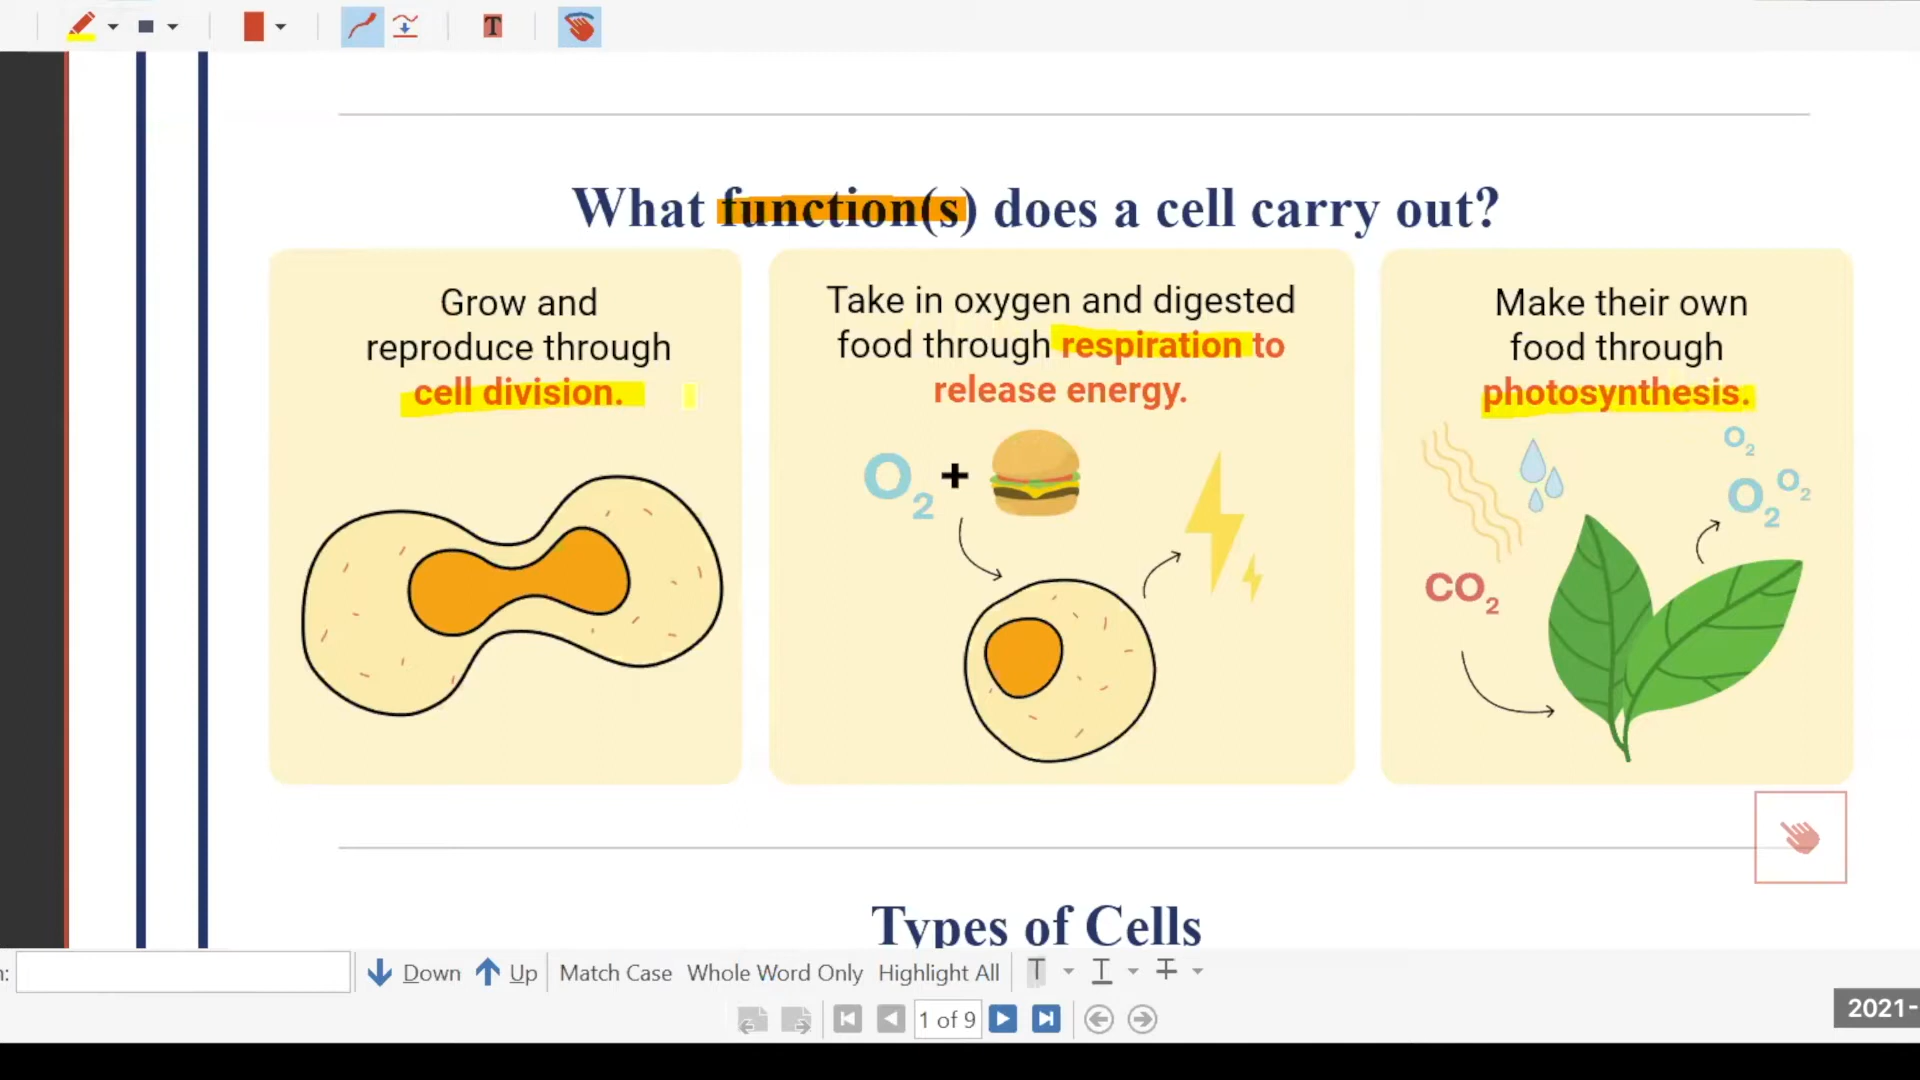 T
What function(s) does a cell carry out?
Grow and
reproduce through
cell division.
Take in oxygen and digested
food through respiration to
release energy.
O2 +
Make their own
food through
photosynthesis.
O2
O2
O2
CO2
Types of Cells
Down Up Match Case Whole Word Only Highlight All T T T
1 of 9
2021-